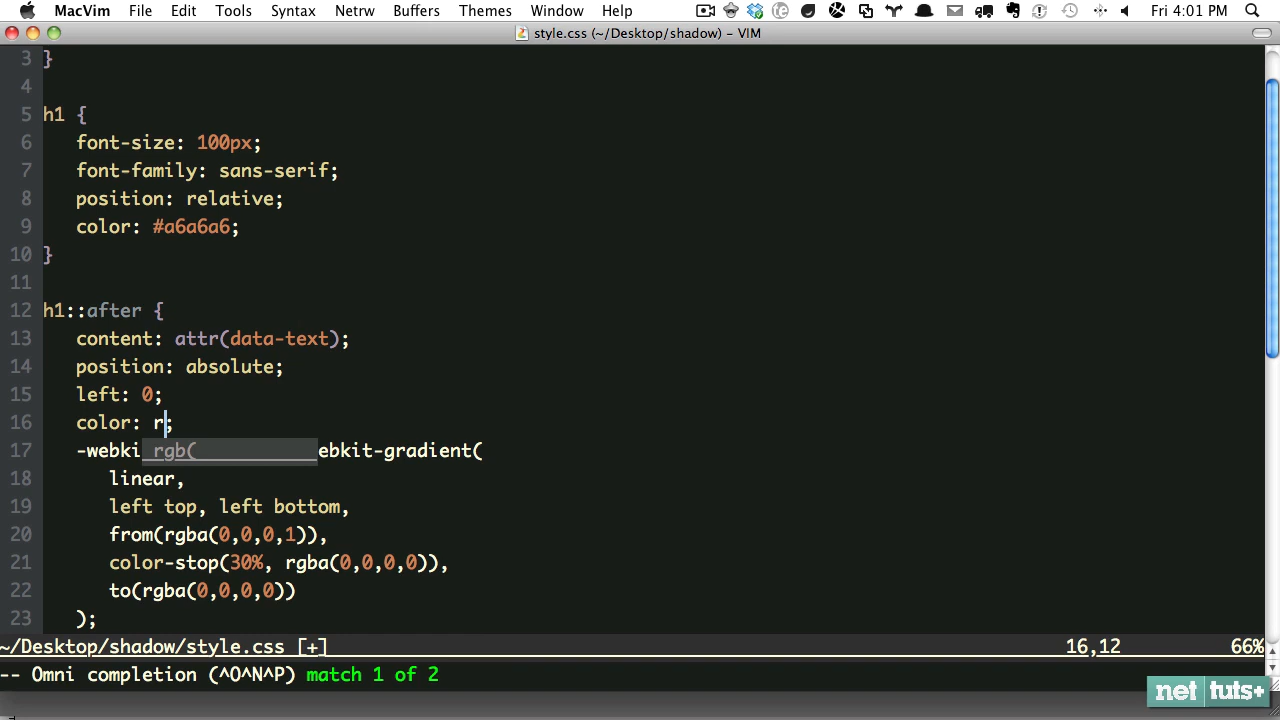 MacVim File Edit Tools Syntax Netrw Buffers Themes Window Help Fri 4:01 PM
style.css (~/Desktop/shadow) – VIM
3 }
4
5 h1 {
6 font-size: 100px;
7 font-family: sans-serif;
8 position: relative;
9 color: #a6a6a6;
10 }
11
12 h1::after {
13 content: attr(data-text);
14 position: absolute;
15 left: 0;
16 color: r;
17 -webki rgb( ebkit-gradient(
18 linear,
19 left top, left bottom,
20 from(rgba(0,0,0,1)),
21 color-stop(30%, rgba(0,0,0,0)),
22 to(rgba(0,0,0,0))
23 );
~/Desktop/shadow/style.css [+] 16,12 66%
-- Omni completion (^O^N^P) match 1 of 2
net tuts+